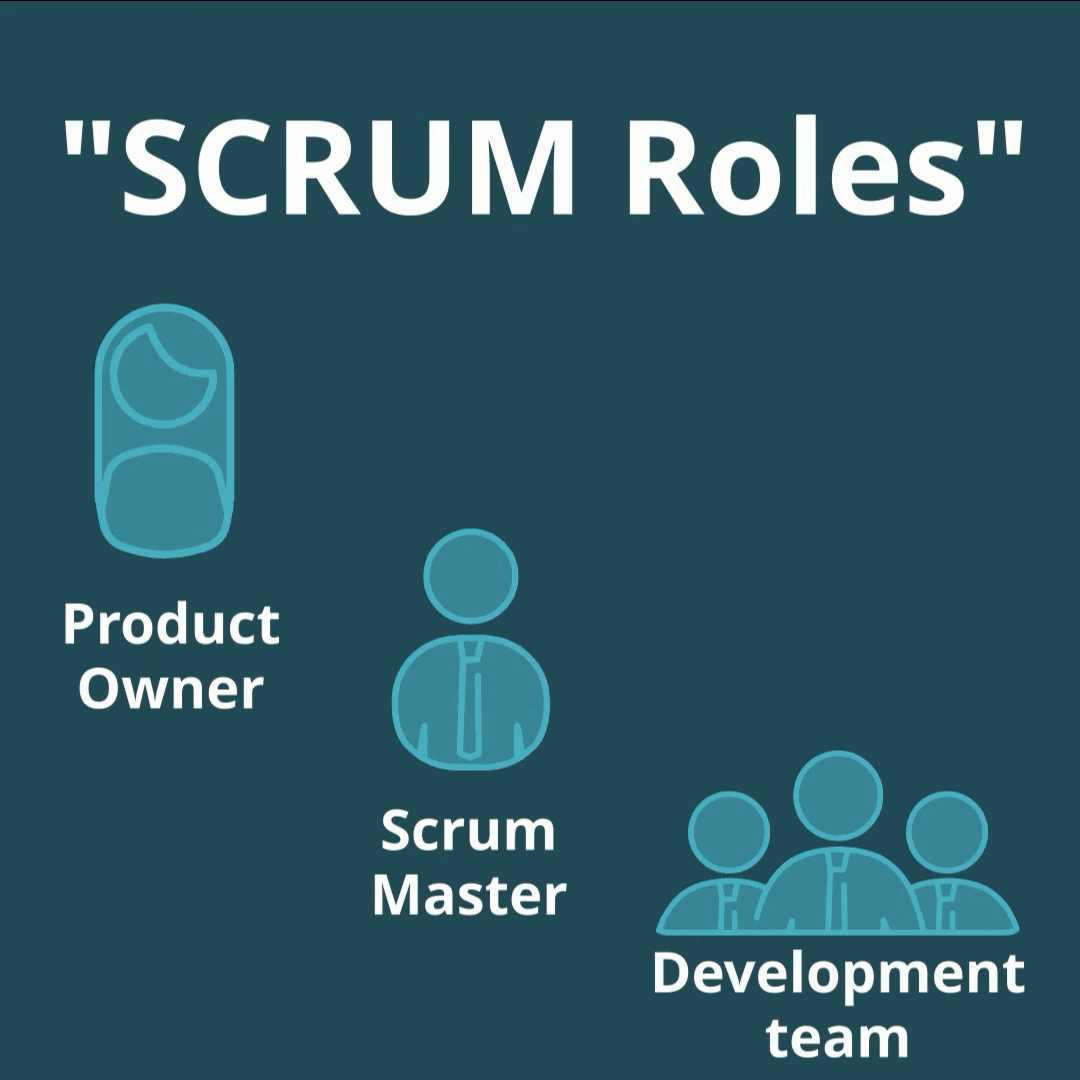 "SCRUM Roles"
Product
Owner
Scrum
Master
Development
team